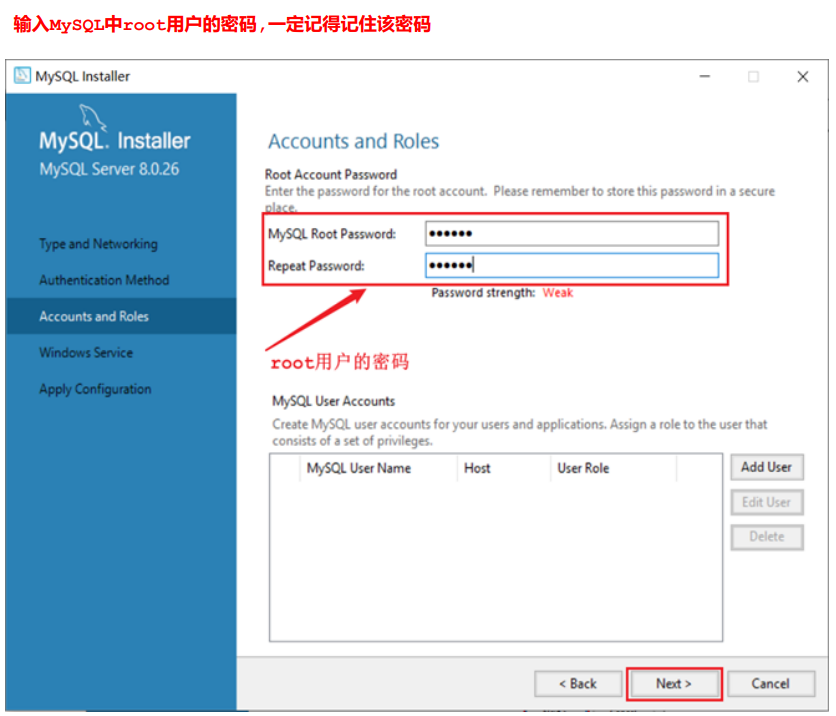 输入MySQL中root用户的密码,一定记得记住该密码
MySQL Installer
MySQL. Installer
MySQL Server 8.0.26
Type and Networking
Authentication Method
Accounts and Roles
Windows Service
Apply Configuration
Accounts and Roles
Root Account Password
Enter the password for the root account. Please remember to store this password in a secure
place.
MySQL Root Password: ●●●●●●
Repeat Password: ●●●●●●
Password strength: Weak
root用户的密码
MySQL User Accounts
Create MySQL user accounts for your users and applications. Assign a role to the user that
consists of a set of privileges.
MySQL User Name Host User Role
Add User
Edit User
Delete
< Back Next > Cancel